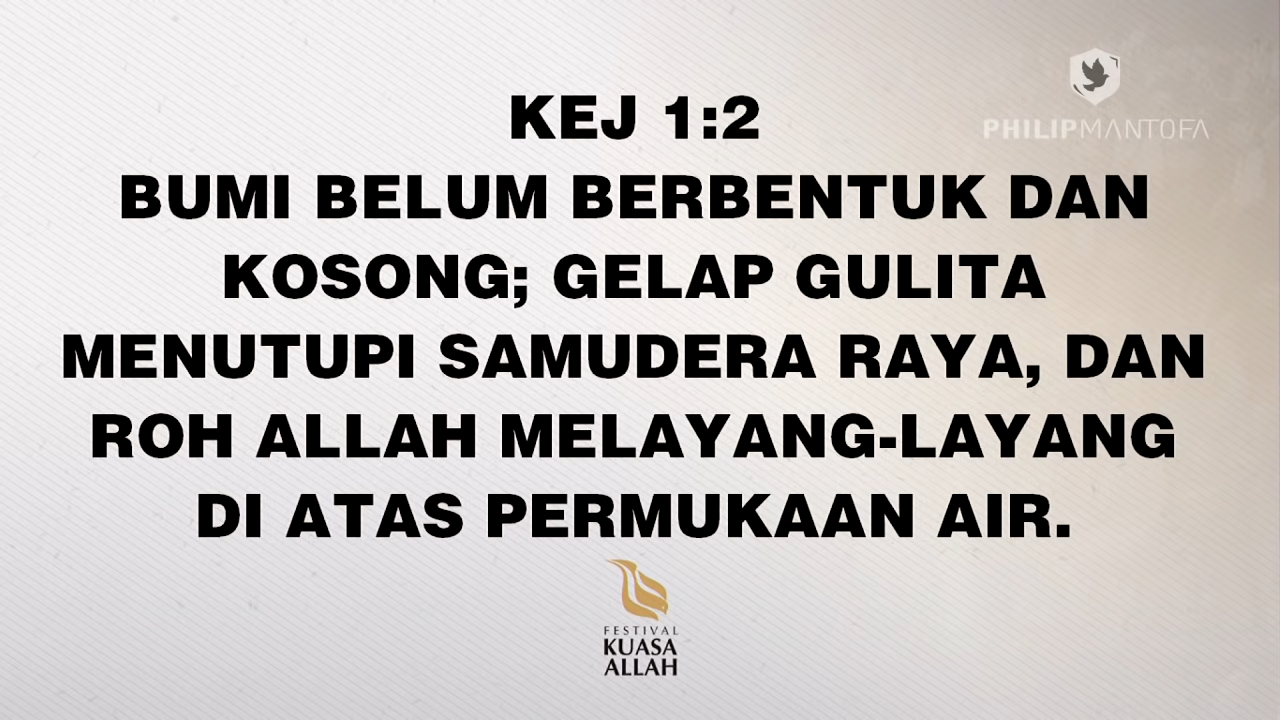 KEJ 1:2
PHILIPMANTOFA
BUMI BELUM BERBENTUK DAN
KOSONG; GELAP GULITA
MENUTUPI SAMUDERA RAYA, DAN
ROH ALLAH MELAYANG-LAYANG
DI ATAS PERMUKAAN AIR.
FESTIVAL
KUASA
ALLAH